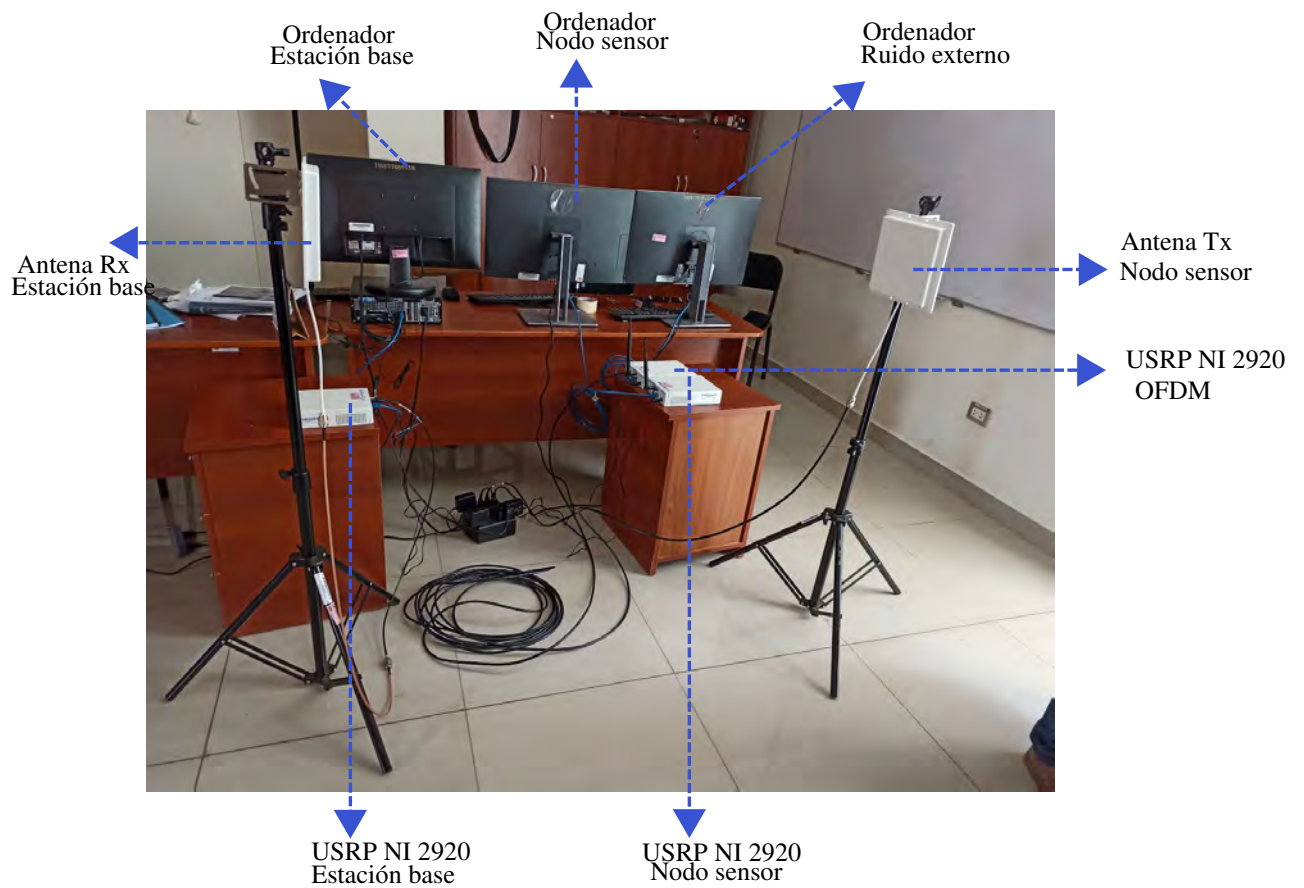 Ordenador
Estación base
Ordenador
Nodo sensor
Ordenador
Ruido externo
Antena Rx
Estación base
Antena Tx
Nodo sensor
USRP NI 2920
OFDM
USRP NI 2920
Estación base
USRP NI 2920
Nodo sensor